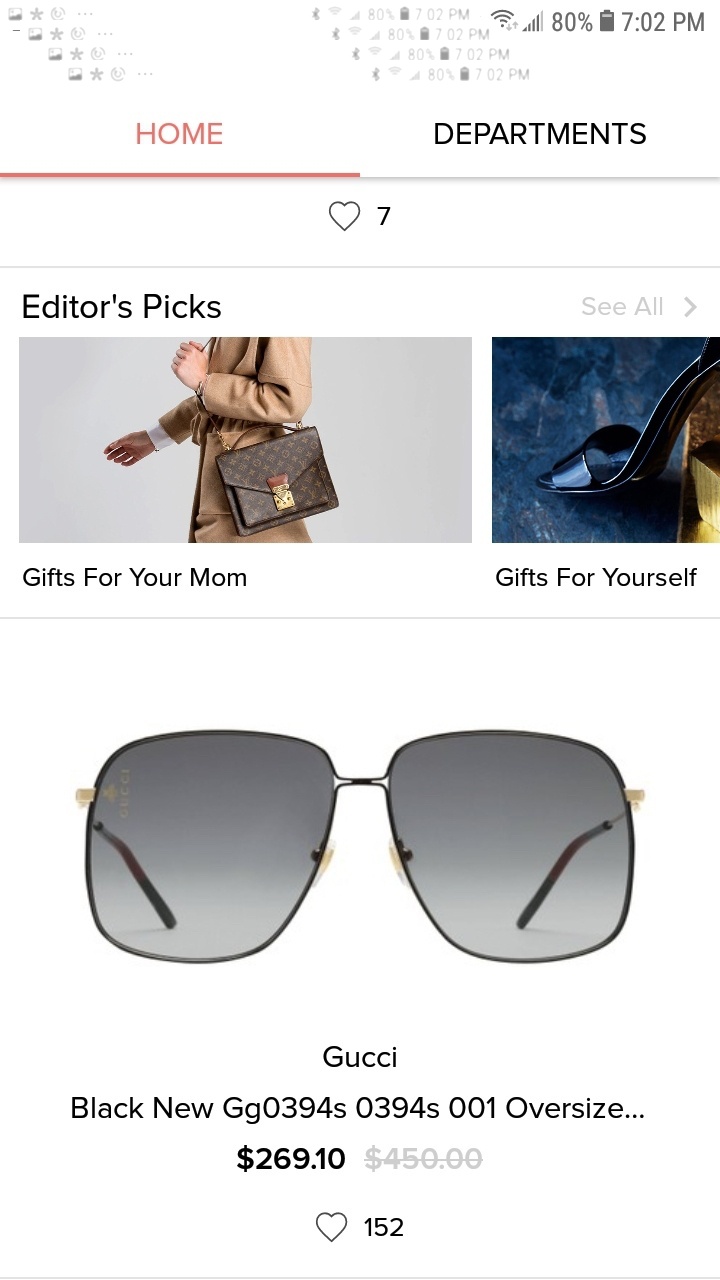 80% 7:02 PM
80% 7 02 PM
80% 7 02 PM
80% 7 02 PM
80% 7 02 PM
HOME DEPARTMENTS
7
Editor's Picks See All
Gifts For Your Mom Gifts For Yourself
GUCCI
Gucci
Black New Gg0394s 0394s 001 Oversize...
$269.10 $450.00
152